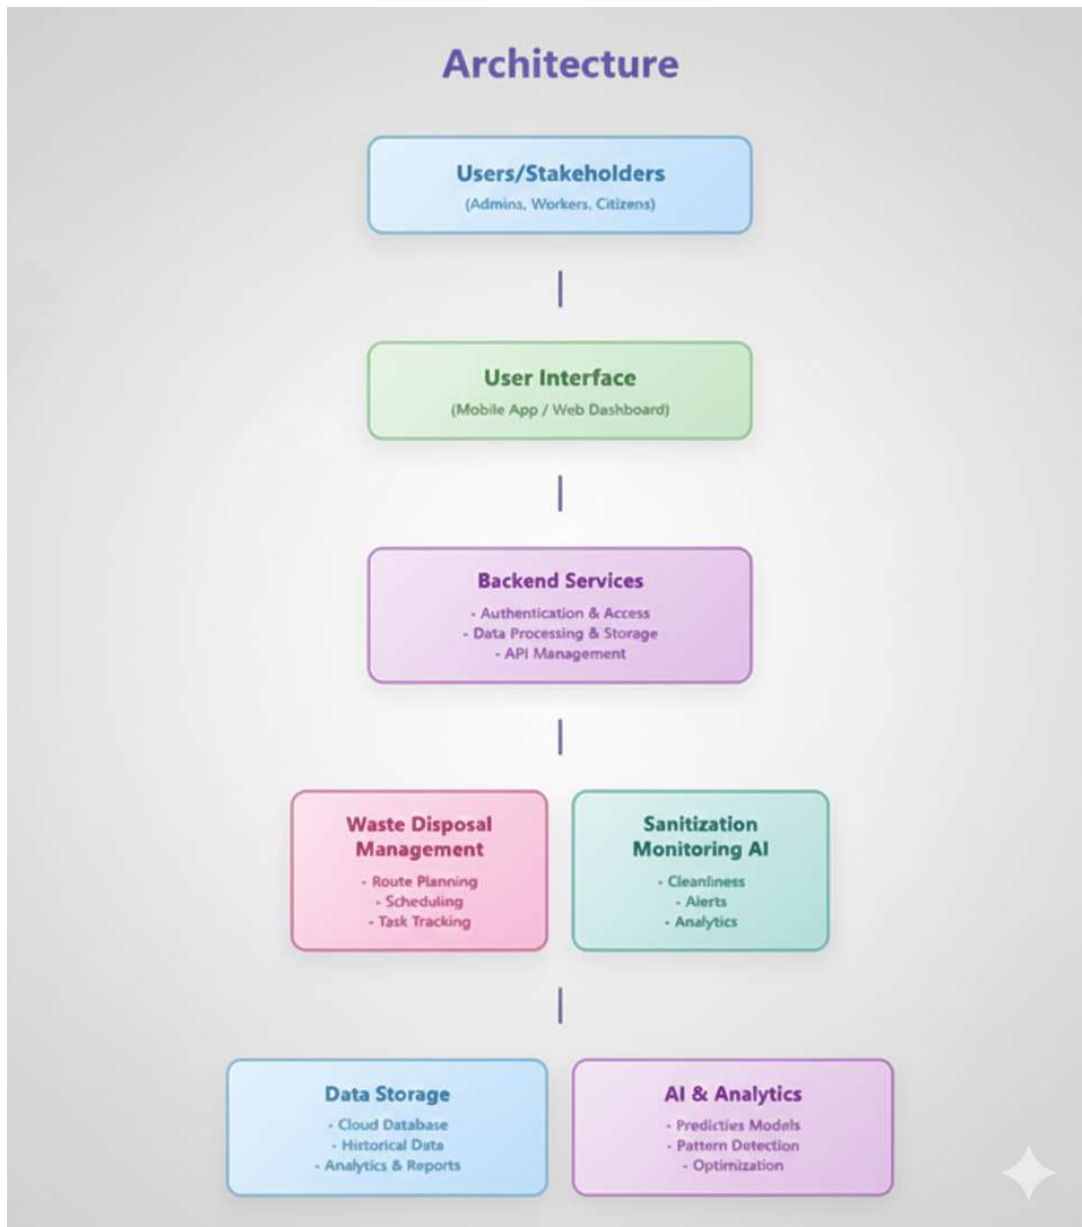 Architecture
Users/Stakeholders
(Admins, Workers, Citizens)
User Interface
(Mobile App / Web Dashboard)
Backend Services
- Authentication & Access
- Data Processing & Storage
- API Management
Waste Disposal
Management
- Route Planning
- Scheduling
- Task Tracking
Sanitization
Monitoring AI
- Cleanliness
- Alerts
- Analytics
Data Storage
- Cloud Database
- Hirtorical Data
- Analytics & Reports
AI & Analytics
- Predicties Models
- Pattern Detection
- Optimization